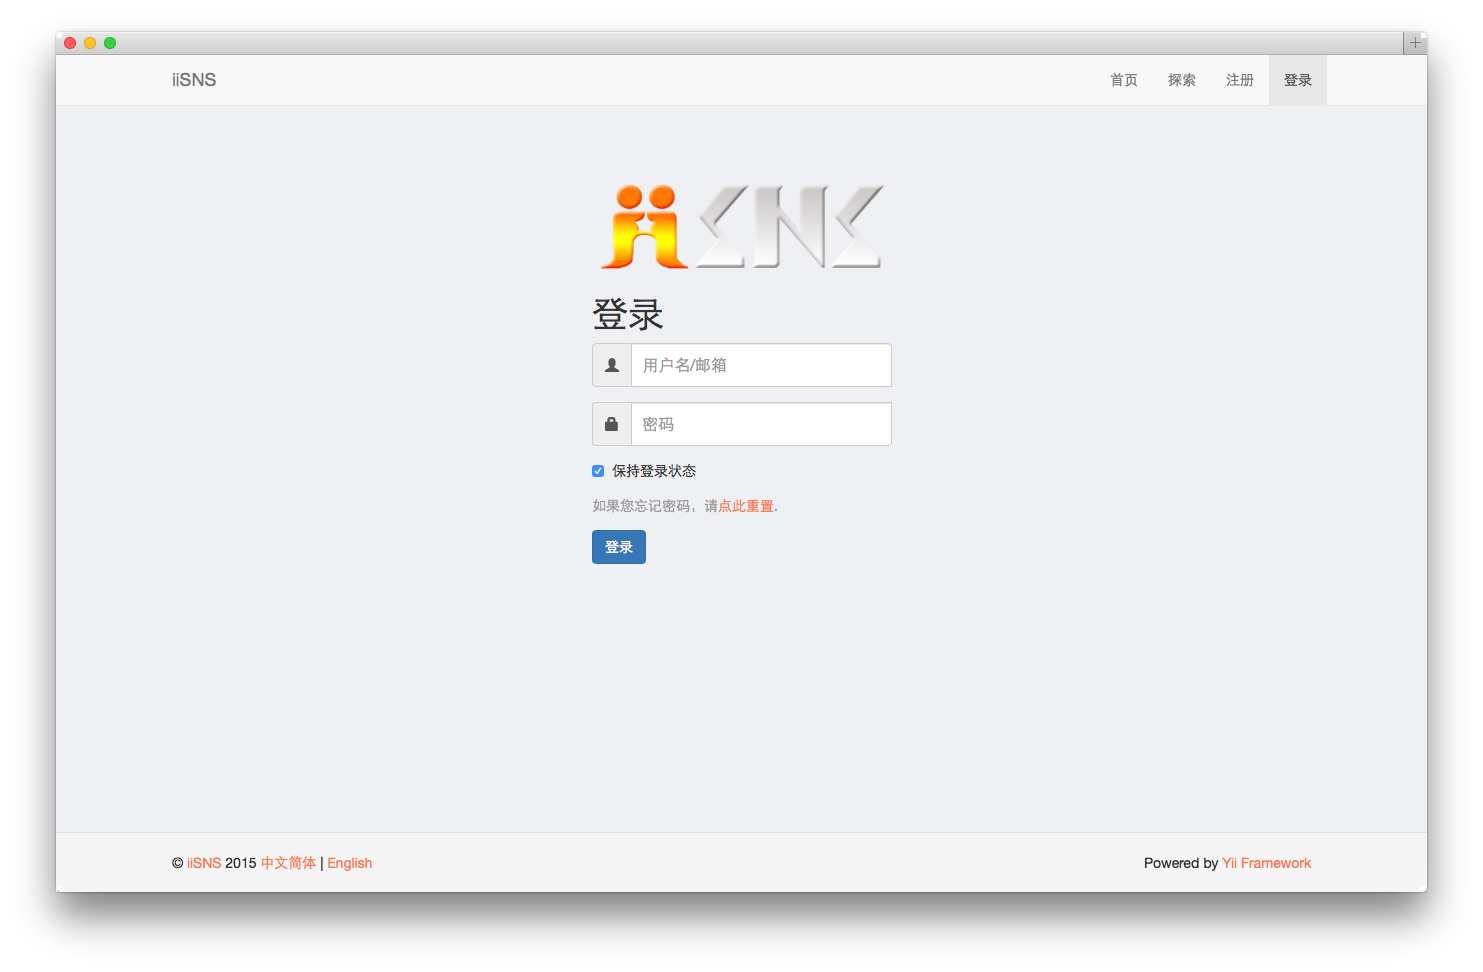 iiSNS
首页 探索 注册 登录
iiSNS
登录
用户名/邮箱
密码
保持登录状态
如果您忘记密码，请点此重置.
登录
© iiSNS 2015 中文简体 | English
Powered by Yii Framework